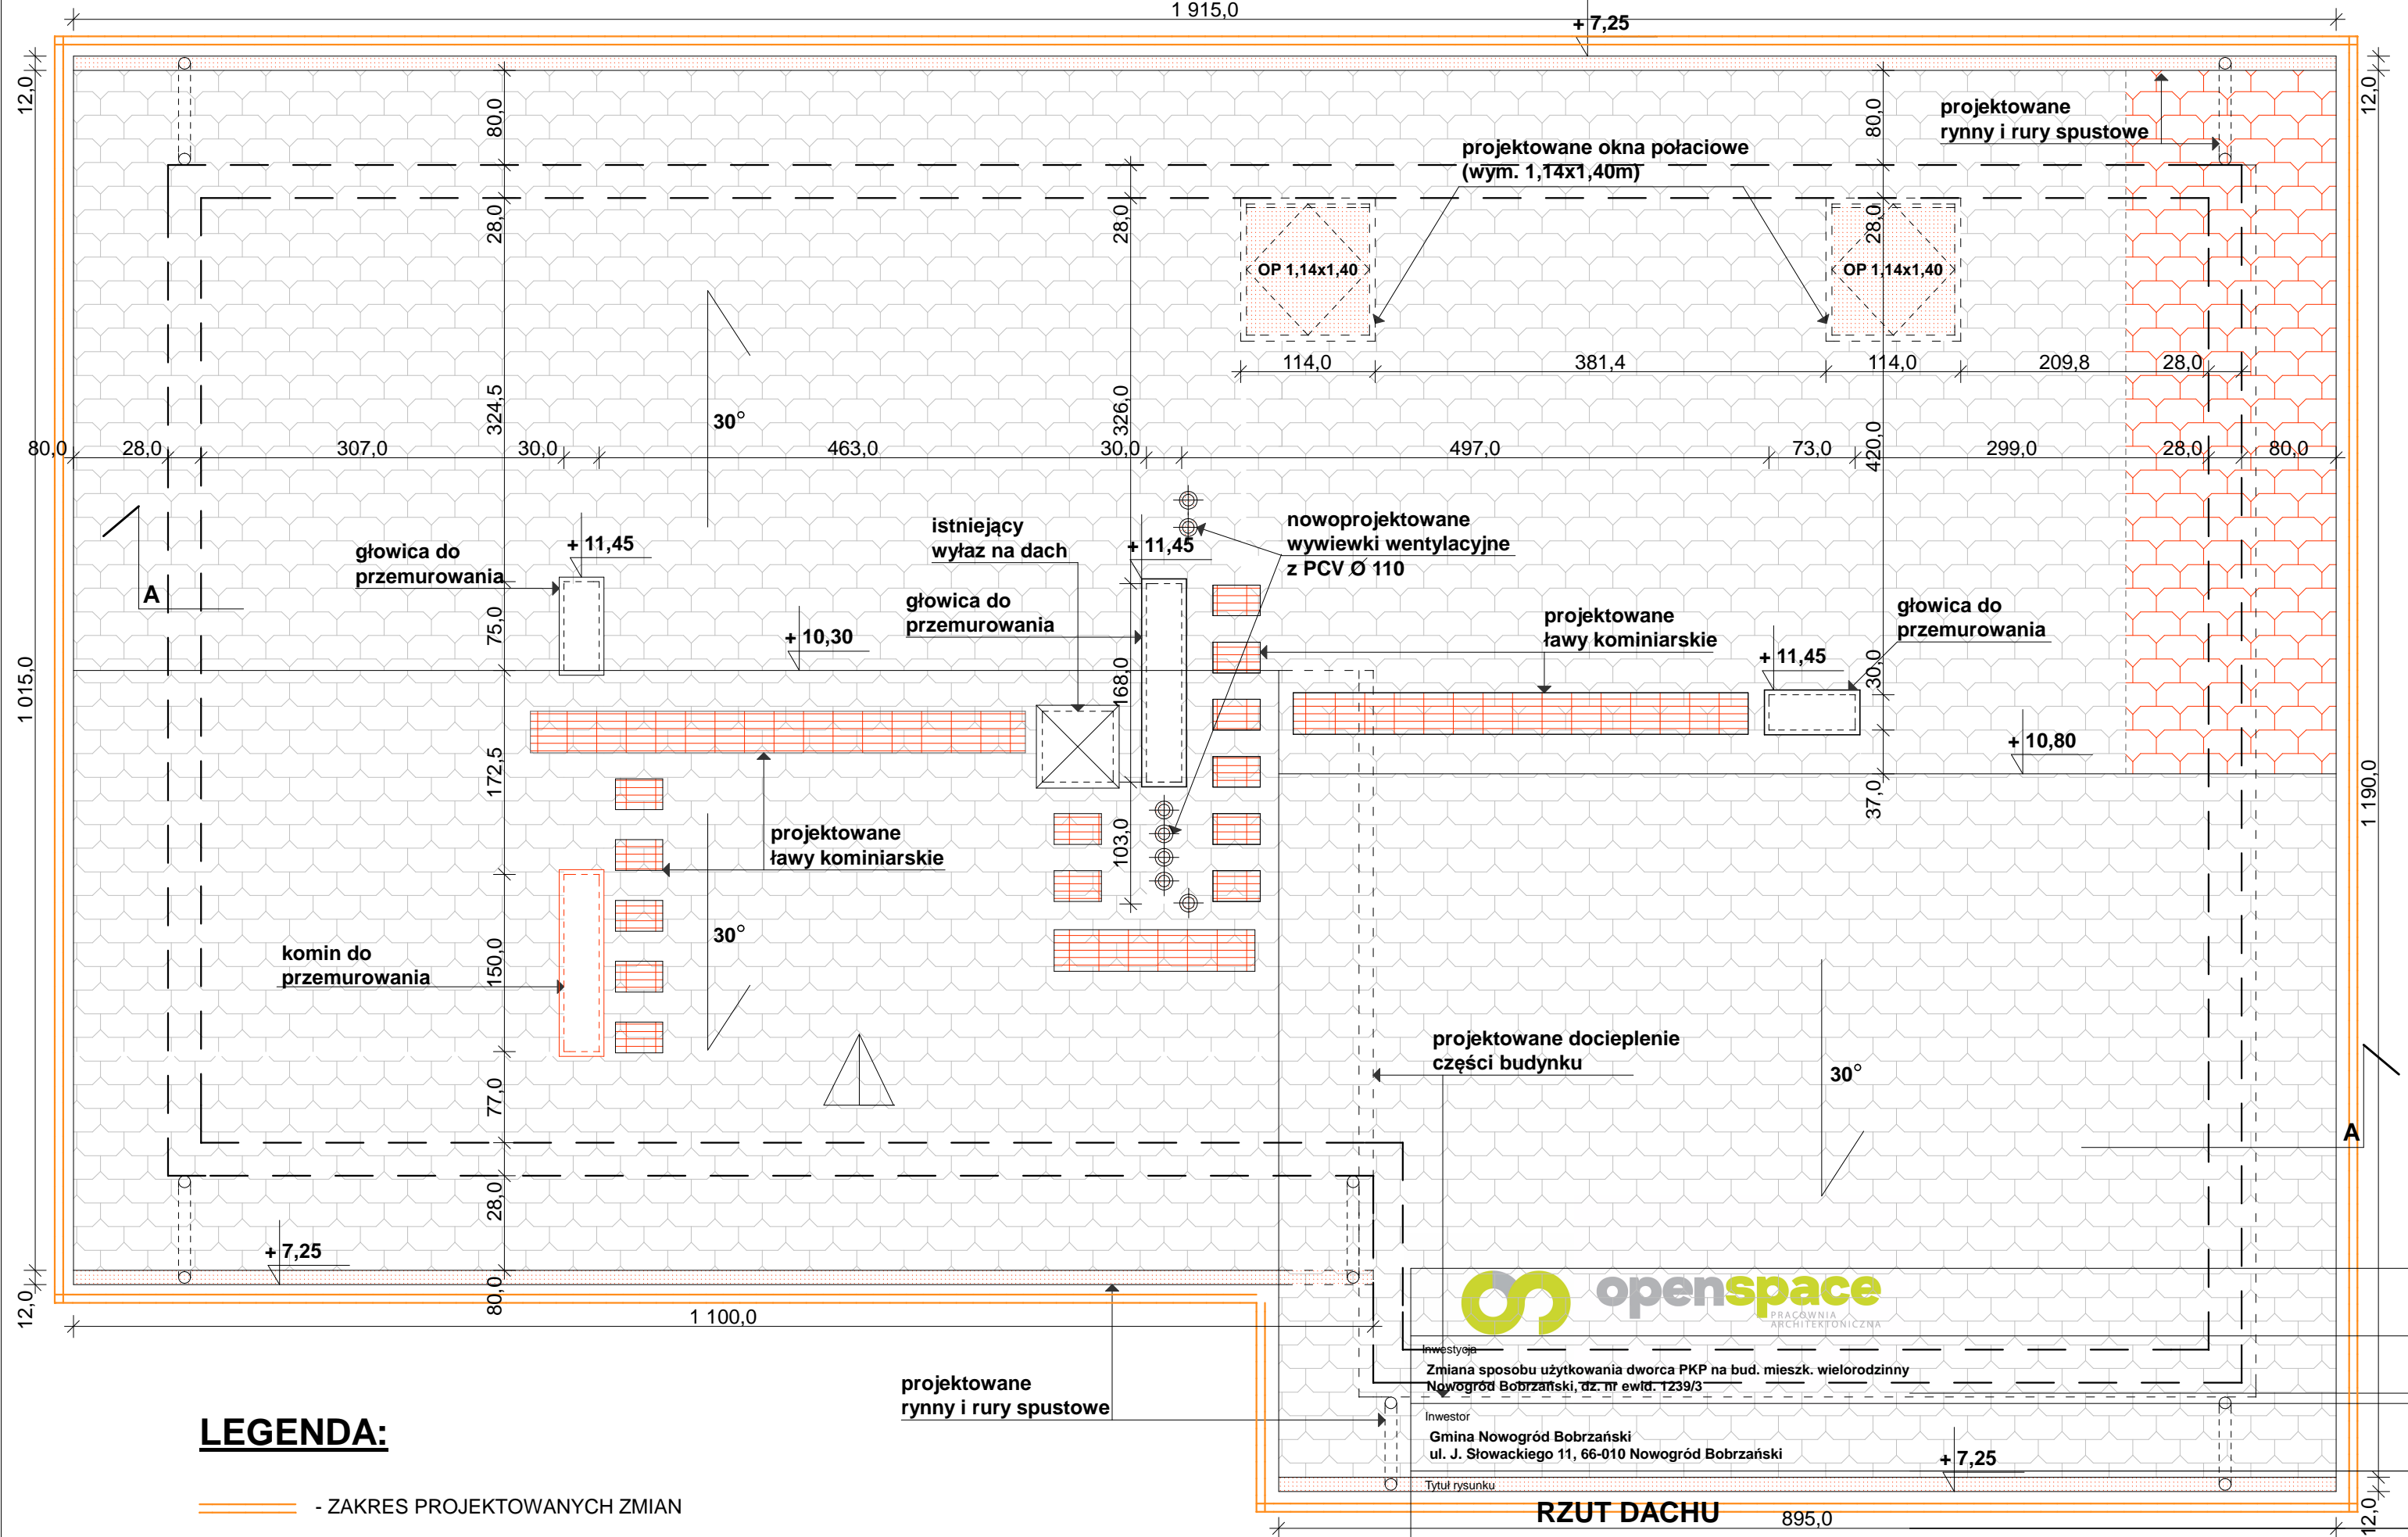 1 915,0
+ 7,25
12,0
80,0
80,0
12,0
projektowane
rynny i rury spustowe
projektowane okna połaciowe
(wym. 1,14x1,40m)
28,0
28,0
28,0
OP 1,14x1,40
OP 1,14x1,40
114,0
381,4
114,0
209,8
28,0
324,5
30°
326,0
420,0
80,0
28,0
307,0
30,0
463,0
30,0
497,0
73,0
299,0
28,0
80,0
głowica do
przemurowania
+ 11,45
istniejący
wyłaz na dach
+ 11,45
nowoprojektowane
wywiewki wentylacyjne
z PCV Ø 110
A
75,0
głowica do
przemurowania
+ 10,30
projektowane
ławy kominiarskie
głowica do
przemurowania
+ 11,45
30,0
168,0
1 015,0
+ 10,80
172,5
37,0
1 190,0
projektowane
ławy kominiarskie
103,0
30°
komin do
przemurowania
150,0
projektowane docieplenie
części budynku
30°
77,0
A
28,0
+ 7,25
80,0
12,0
1 100,0
openspace
PRACOWNIA
ARCHITEKTONICZNA
Inwestycja
Zmiana sposobu użytkowania dworca PKP na bud. mieszk. wielorodzinny
Nowogród Bobrzański, dz. nr ewid. 1239/3
projektowane
rynny i rury spustowe
Inwestor
Gmina Nowogród Bobrzański
ul. J. Słowackiego 11, 66-010 Nowogród Bobrzański
+ 7,25
LEGENDA:
- ZAKRES PROJEKTOWANYCH ZMIAN
Tytuł rysunku
RZUT DACHU
895,0
12,0